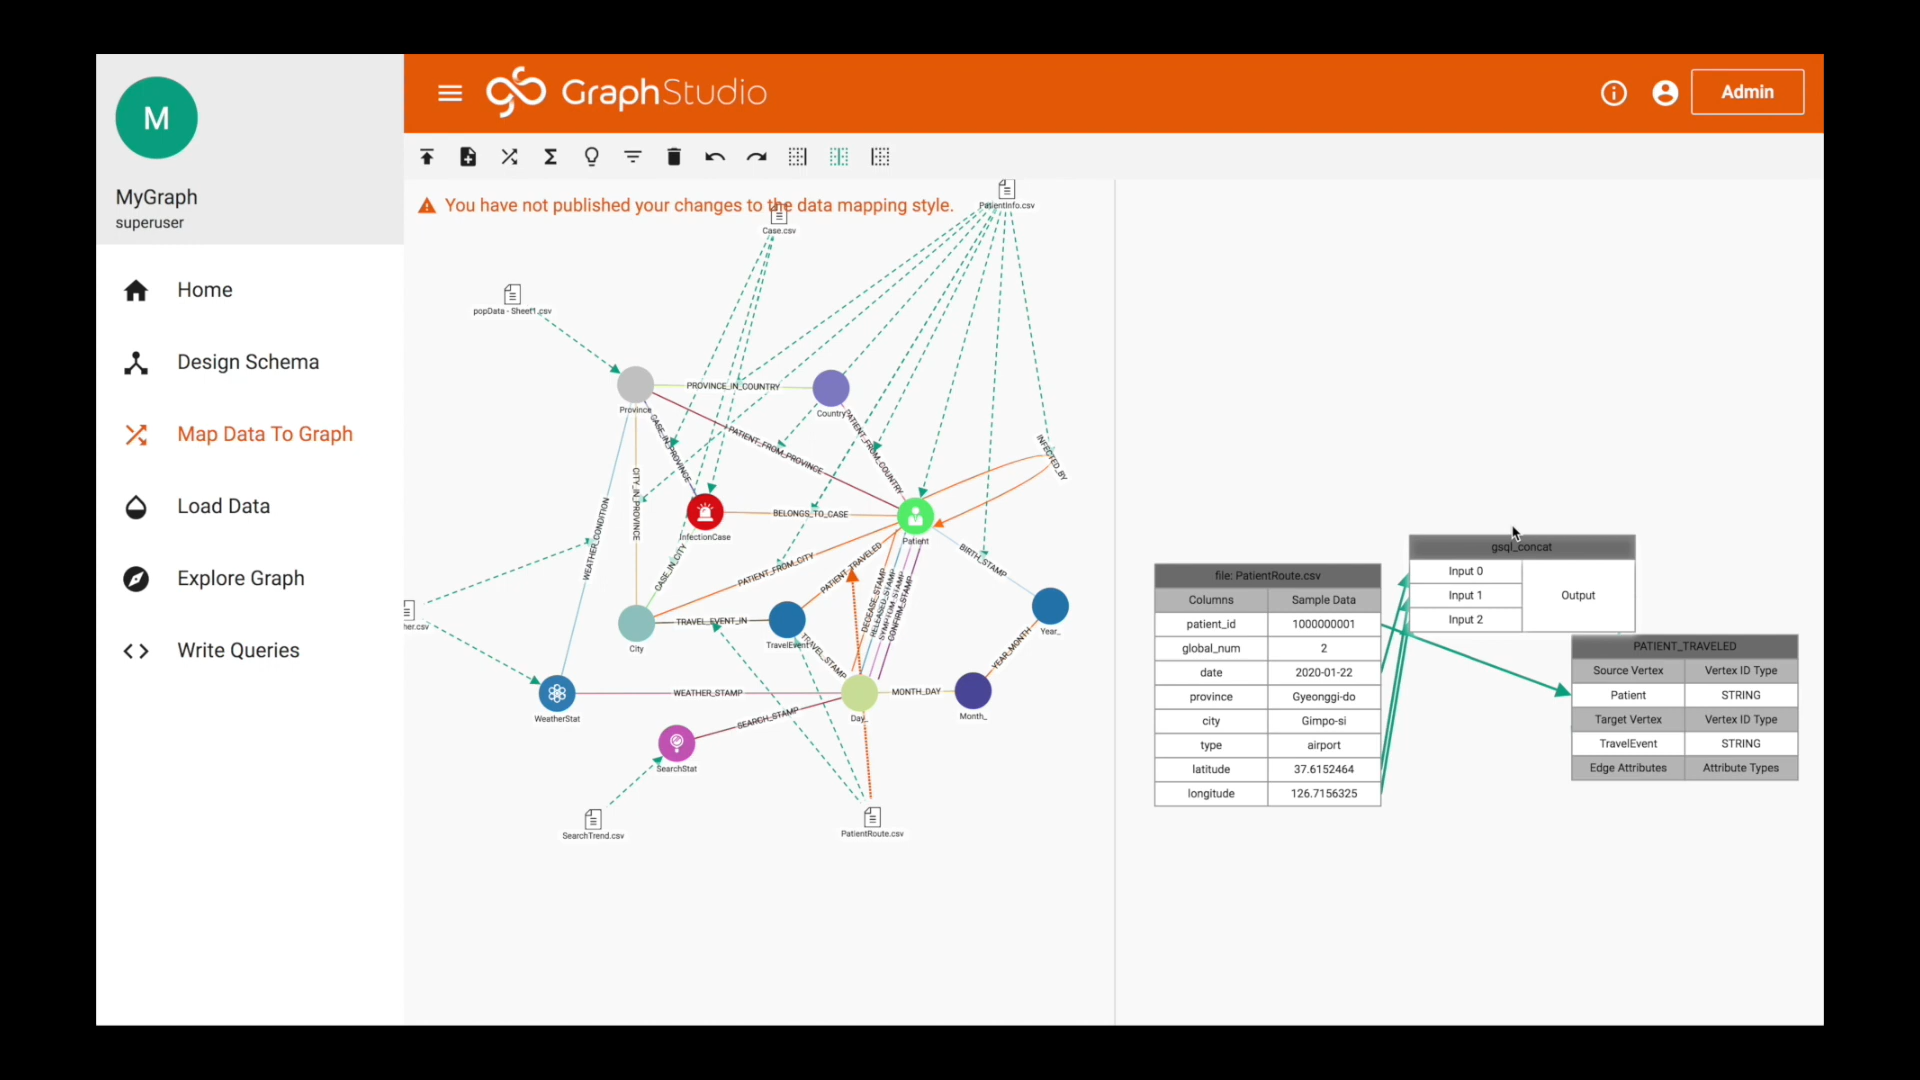 M
MyGraph
superuser
Home
Design Schema
Map Data To Graph
Load Data
Explore Graph
Write Queries
GraphStudio
Admin
You have not published your changes to the data mapping style.
PatientInfo.csv
Case.csv
popData - Sheet1.csv
PROVINCE_IN_COUNTRY
Province
Country
CASE_IN_PROVINCE
PATIENT_FROM_PROVINCE
PATIENT_FROM_COUNTRY
INFECTED_BY
CITY_IN_PROVINCE
WEATHER_CONDITION
BELONGS_TO_CASE
InfectionCase
Patient
CASE_IN_CITY
PATIENT_FROM_CITY
PATIENT_TRAVELED
BIRTH_STAMP
DECEASE_STAMP
RELEASED_STAMP
SYMPTOM_STAMP
CONFIRM_STAMP
her.csv
TRAVEL_EVENT_IN
City
TravelEvent
TRAVEL_STAMP
Year_
YEAR_MONTH
WEATHER_STAMP
MONTH_DAY
WeatherStat
Day_
Month_
SEARCH_STAMP
SearchStat
SearchTrend.csv
PatientRoute.csv
file: PatientRoute.csv
Columns Sample Data
patient_id 1000000001
global_num 2
date 2020-01-22
province Gyeonggi-do
city Gimpo-si
type airport
latitude 37.6152464
longitude 126.7156325
gsql_concat
Input 0
Input 1
Input 2
Output
PATIENT_TRAVELED
Source Vertex Vertex ID Type
Patient STRING
Target Vertex Vertex ID Type
TravelEvent STRING
Edge Attributes Attribute Types